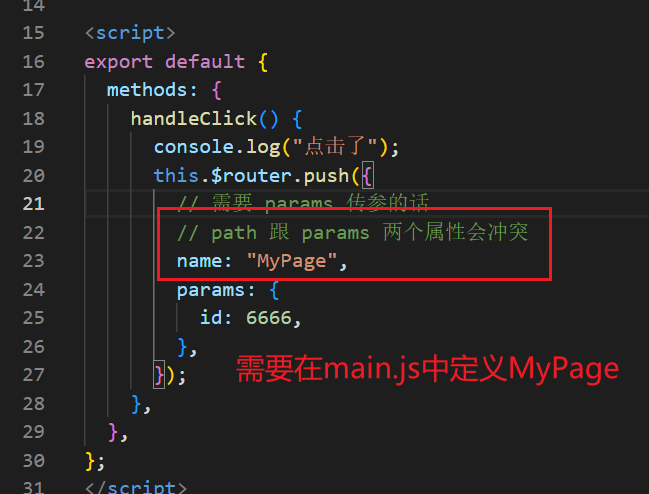 14
15 <script>
16 export default {
17 methods: {
18 handleClick() {
19 console.log("点击了");
20 this.$router.push({
21 // 需要 params 传参的话
22 // path 跟 params 两个属性会冲突
23 name: "MyPage",
24 params: {
25 id: 6666,
26 },
需要在main.js中定义MyPage
27 });
28 },
29 },
30 };
31 </script>